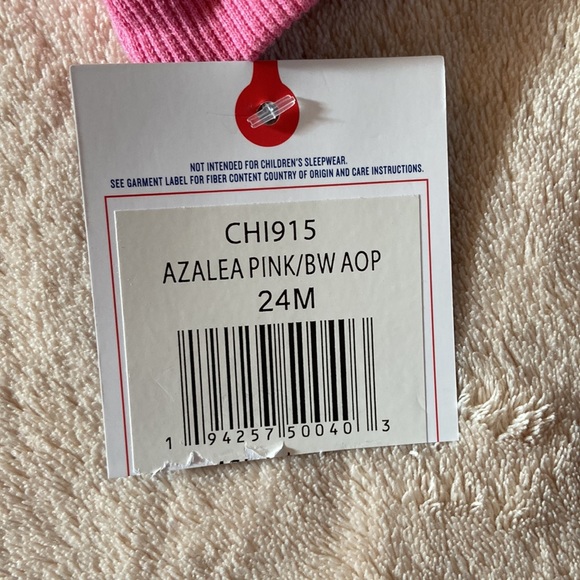 NOT INTENDED FOR CHILDREN'S SLEEPWEAR.
SEE GARMENT LABEL FOR FIBER CONTENT COUNTRY OF ORIGIN AND CARE INSTRUCTIONS.
CHI915
AZALEA PINK/BW AOP
24M
1 94257 50040 3